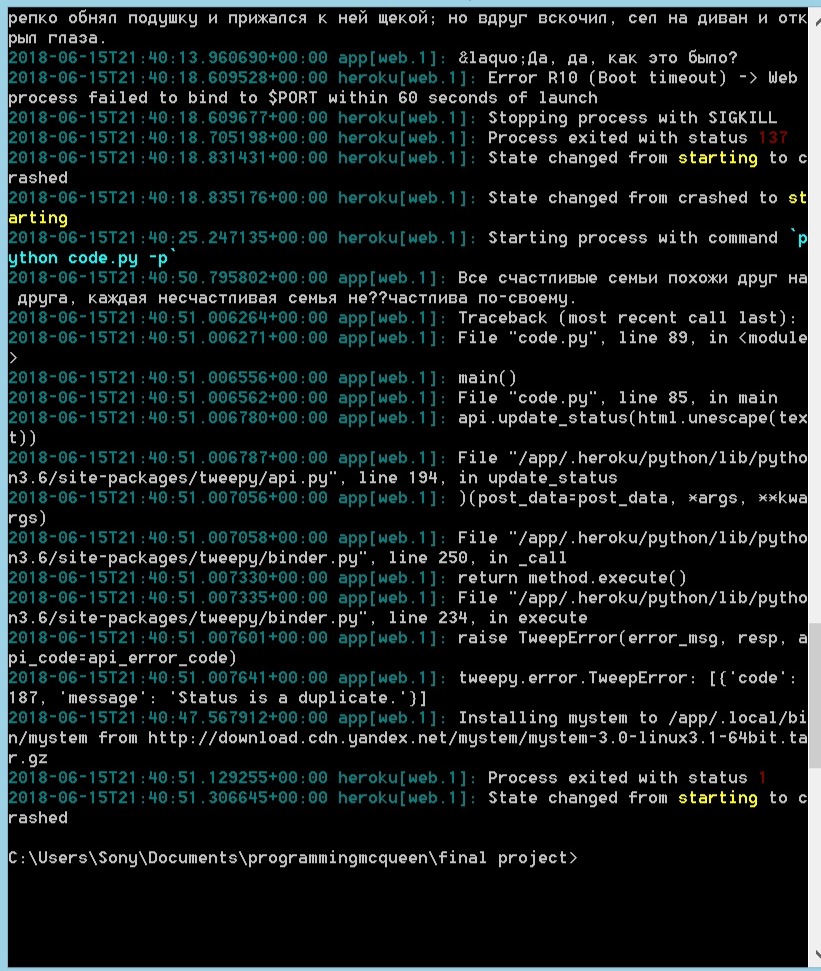 репко обнял подушку и прижался к ней щекой; но вдруг вскочил, сел на диван и отк
рыл глаза.
2018-06-15T21:40:13.960690+00:00 app[web.1]: &laquo;Да, да, как это было?
2018-06-15T21:40:18.609528+00:00 heroku[web.1]: Error R10 (Boot timeout) -> Web
process failed to bind to $PORT within 60 seconds of launch
2018-06-15T21:40:18.609677+00:00 heroku[web.1]: Stopping process with SIGKILL
2018-06-15T21:40:18.705198+00:00 heroku[web.1]: Process exited with status 137
2018-06-15T21:40:18.831431+00:00 heroku[web.1]: State changed from starting to c
rashed
2018-06-15T21:40:18.835176+00:00 heroku[web.1]: State changed from crashed to st
arting
2018-06-15T21:40:25.247135+00:00 heroku[web.1]: Starting process with command `p
ython code.py -p`
2018-06-15T21:40:50.795802+00:00 app[web.1]: Все счастливые семьи похожи друг на
 друга, каждая несчастливая семья не??частлива по-своему.
2018-06-15T21:40:51.006264+00:00 app[web.1]: Traceback (most recent call last):
2018-06-15T21:40:51.006271+00:00 app[web.1]: File "code.py", line 89, in <module
>
2018-06-15T21:40:51.006556+00:00 app[web.1]: main()
2018-06-15T21:40:51.006562+00:00 app[web.1]: File "code.py", line 85, in main
2018-06-15T21:40:51.006780+00:00 app[web.1]: api.update_status(html.unescape(tex
t))
2018-06-15T21:40:51.006787+00:00 app[web.1]: File "/app/.heroku/python/lib/pytho
n3.6/site-packages/tweepy/api.py", line 194, in update_status
2018-06-15T21:40:51.007056+00:00 app[web.1]: )(post_data=post_data, *args, **kwa
rgs)
2018-06-15T21:40:51.007058+00:00 app[web.1]: File "/app/.heroku/python/lib/pytho
n3.6/site-packages/tweepy/binder.py", line 250, in _call
2018-06-15T21:40:51.007330+00:00 app[web.1]: return method.execute()
2018-06-15T21:40:51.007335+00:00 app[web.1]: File "/app/.heroku/python/lib/pytho
n3.6/site-packages/tweepy/binder.py", line 234, in execute
2018-06-15T21:40:51.007601+00:00 app[web.1]: raise TweepError(error_msg, resp, a
pi_code=api_error_code)
2018-06-15T21:40:51.007641+00:00 app[web.1]: tweepy.error.TweepError: [{'code':
187, 'message': 'Status is a duplicate.'}]
2018-06-15T21:40:47.567912+00:00 app[web.1]: Installing mystem to /app/.local/bi
n/mystem from http://download.cdn.yandex.net/mystem/mystem-3.0-linux3.1-64bit.ta
r.gz
2018-06-15T21:40:51.129255+00:00 heroku[web.1]: Process exited with status 1
2018-06-15T21:40:51.306645+00:00 heroku[web.1]: State changed from starting to c
rashed
C:\Users\Sony\Documents\programmingmcqueen\final project>